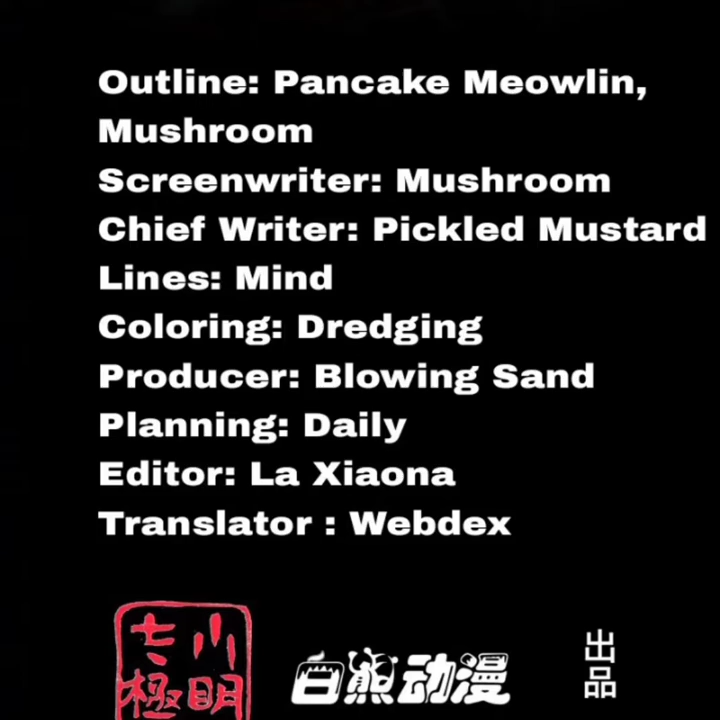 Outline: Pancake Meowlin,
Mushroom
Screenwriter: Mushroom
Chief Writer: Pickled Mustard
Lines: Mind
Coloring: Dredging
Producer: Blowing Sand
Planning: Daily
Editor: La Xiaona
Translator : Webdex
小明
七極
白熊动漫
出品